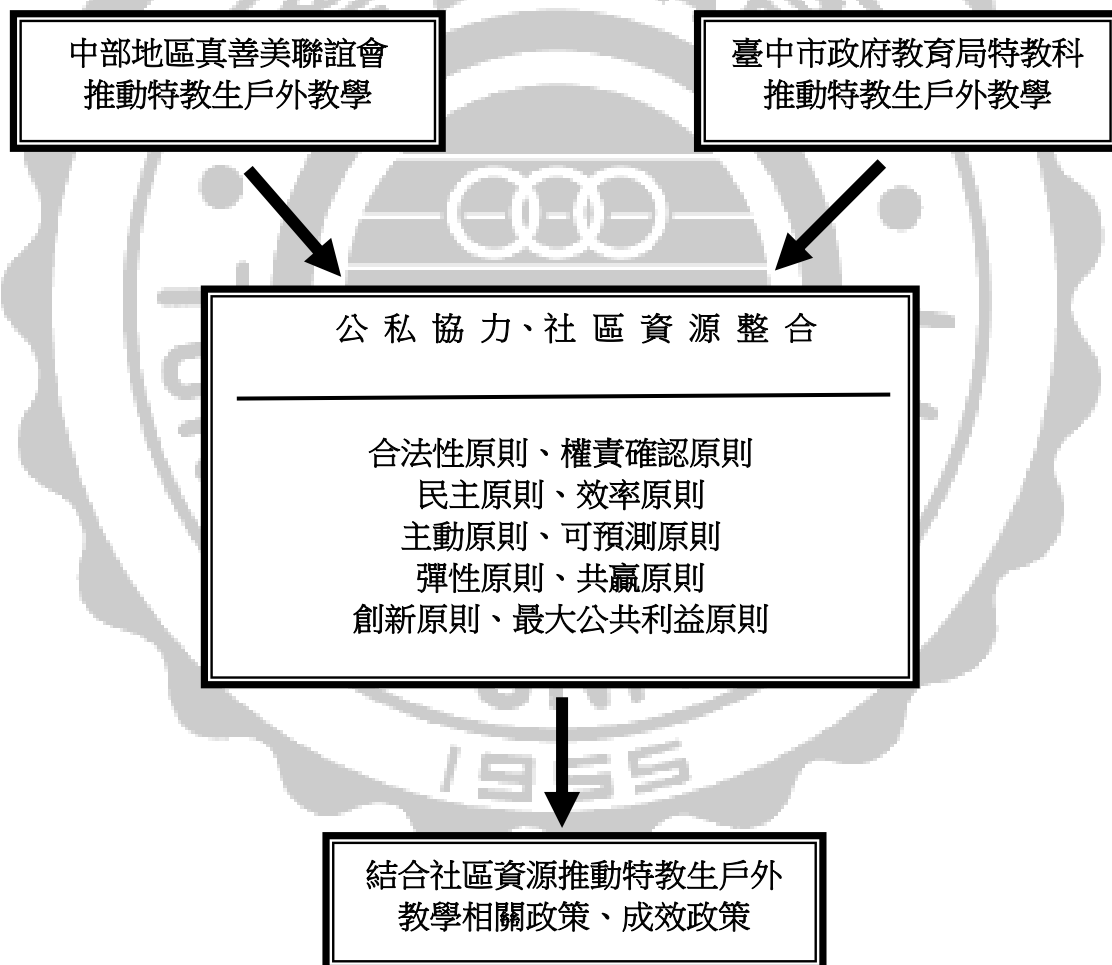 中部地區真善美聯誼會
推動特教生戶外教學
臺中市政府教育局特教科
推動特教生戶外教學
公 私 協 力、社 區 資 源 整 合
合法性原則、權責確認原則
民主原則、效率原則
主動原則、可預測原則
彈性原則、共贏原則
創新原則、最大公共利益原則
1955
結合社區資源推動特教生戶外
教學相關政策、成效政策